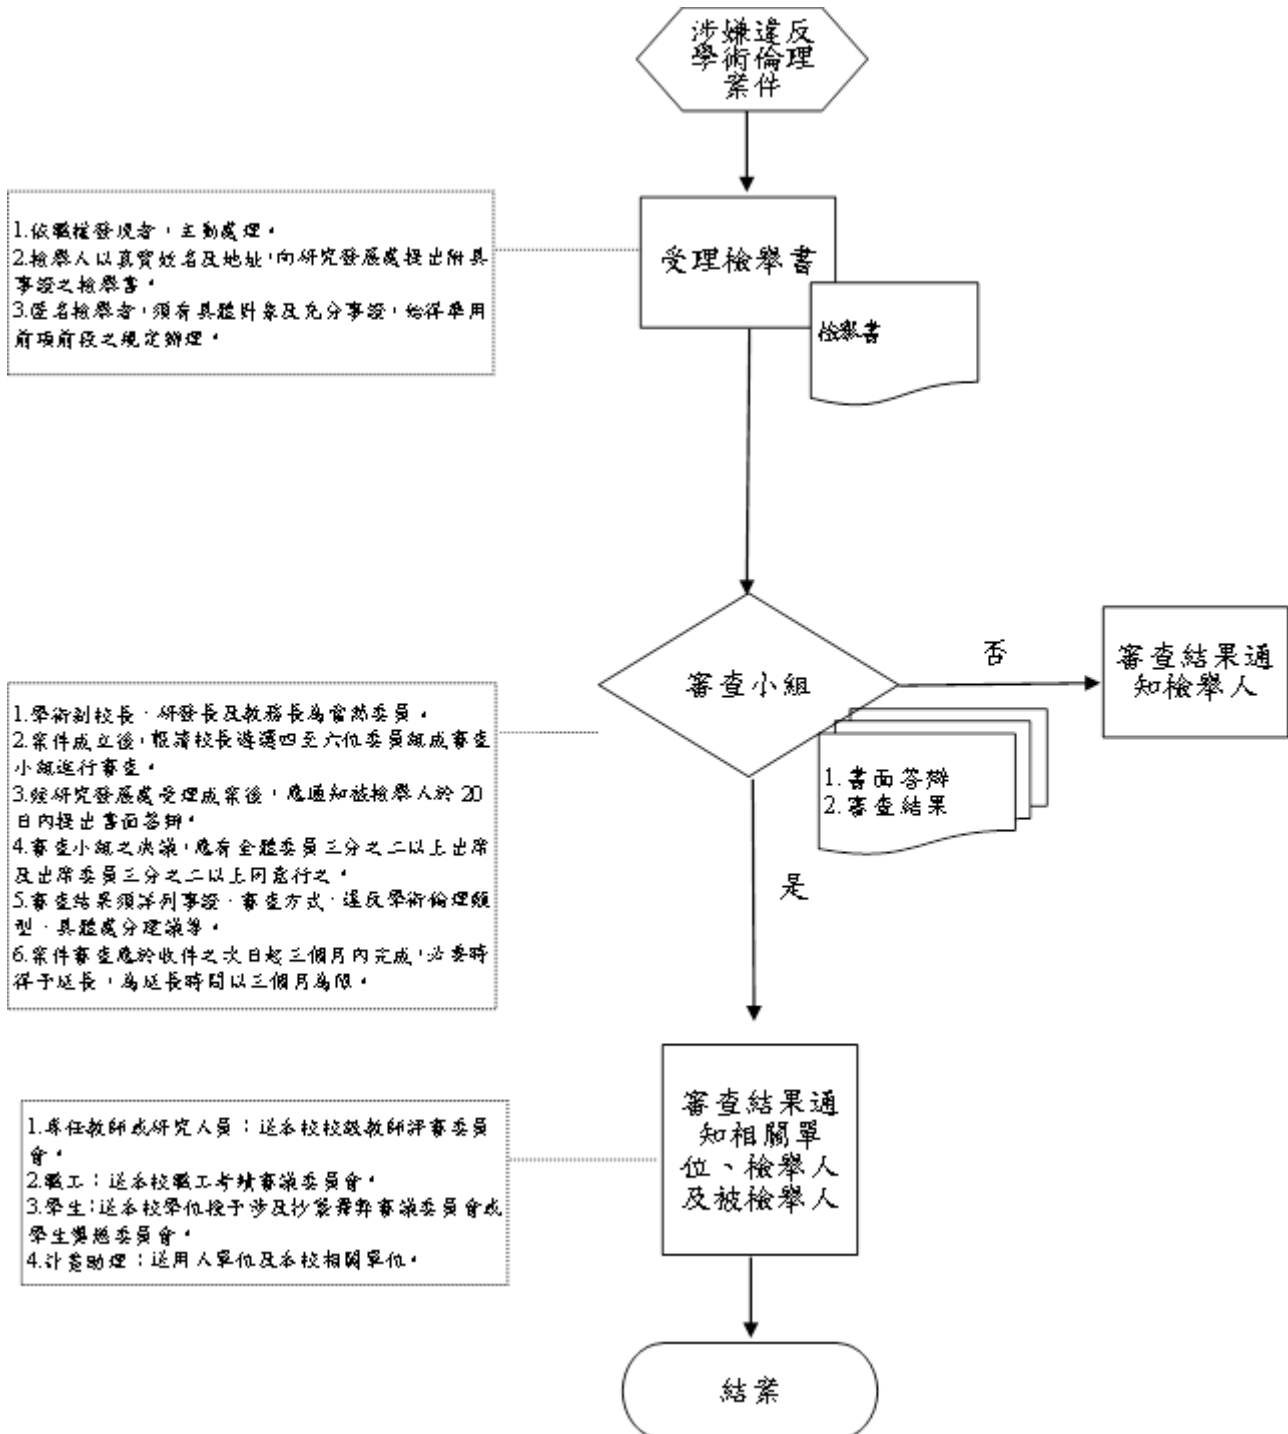 涉嫌違反
學術倫理
案件
1.依職權發現者，主動處理。
2.檢舉人以真實姓名及地址，向研究發展處提出附具
事證之檢舉書。
3.匿名檢舉者，須有具體對象及充分事證，始得準用
前項前段之規定辦理。
受理檢舉書
檢舉書
審查小組
否
審查結果通
知檢舉人
1.學術副校長、研發長及教務長為當然委員。
2.案件成立後，報請校長遴選四至六位委員組成審查
小組進行審查。
3.經研究發展處受理成案後，應通知被檢舉人於 20
日內提出書面答辯。
4.審查小組之決議，應有全體委員三分之二以上出席
及出席委員三分之二以上同意行之。
5.審查結果須詳列事證、審查方式、違反學術倫理類
型、具體處分建議等。
6.案件審查應於收件之次日起三個月內完成，必要時
得予延長，為延長時間以三個月為限。
1. 書面答辯
2. 審查結果
是
1.專任教師或研究人員：送本校校級教師評審委員
會。
2.職工：送本校職工考績審議委員會。
3.學生：送本校學位授予涉及抄襲舞弊審議委員會或
學生獎懲委員會。
4.計畫助理：送用人單位及本校相關單位。
審查結果通
知相關單
位、檢舉人
及被檢舉人
結案